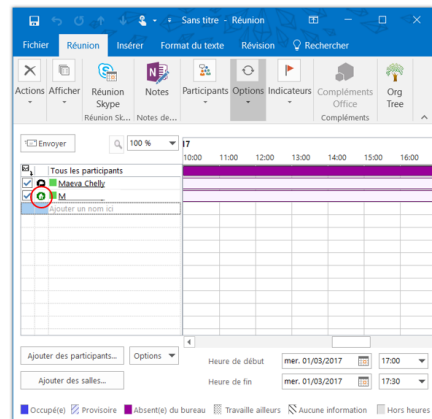 Sans titre - Réunion
Fichier Réunion Insérer Format du texte Révision Rechercher
Actions Afficher Réunion Skype Notes Participants Options Indicateurs Compléments Office Org Tree
Réunion Sk... Notes de... Compléments
Envoyer 100 % 17
10:00 11:00 12:00 13:00 14:00 15:00 16:00
Tous les participants
Maeva Chelly
M
Ajouter un nom ici
Ajouter des participants... Options Heure de début mer. 01/03/2017 17:00
Ajouter des salles... Heure de fin mer. 01/03/2017 17:30
Occupé(e) Provisoire Absent(e) du bureau Travaille ailleurs Aucune information Hors heures